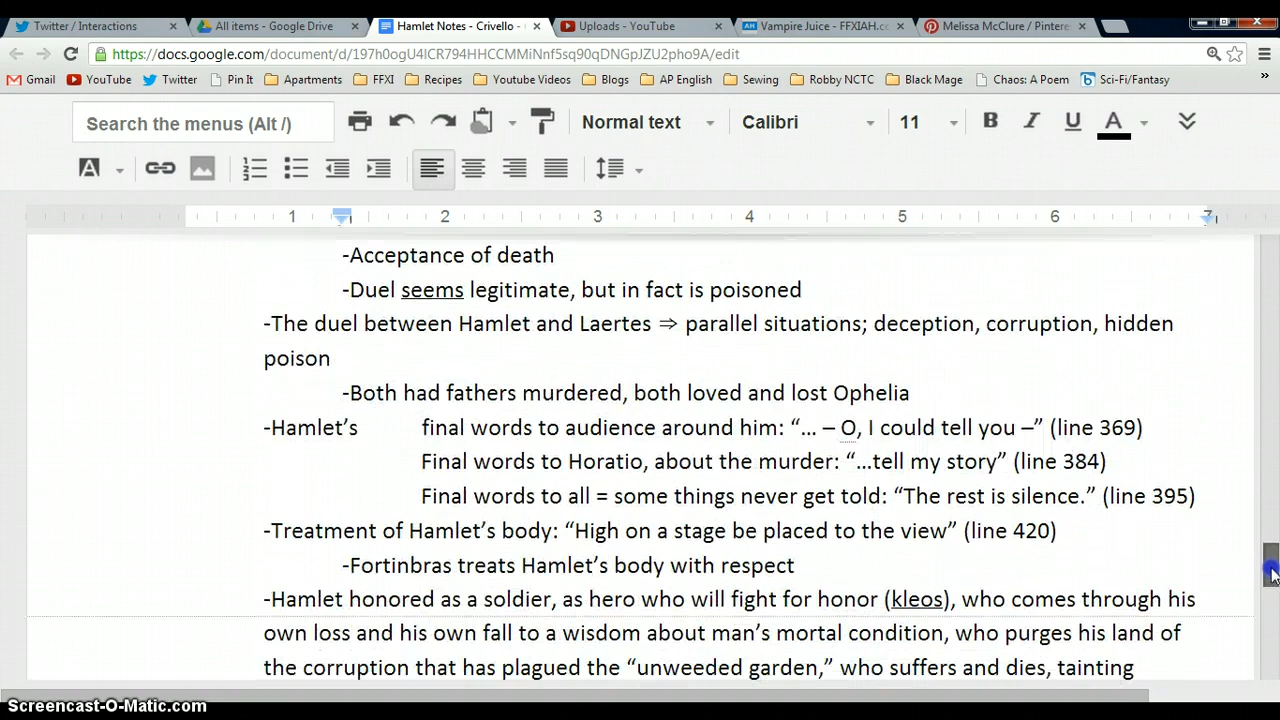 Twitter / Interactions × All items - Google Drive × Hamlet Notes - Crivello - × Uploads - YouTube × Vampire Juice - FFXIAH.c × Melissa McClure / Pintere ×
https://docs.google.com/document/d/197h0ogU4lCR794HHCCMMiNnf5sq90qDNGpJZU2pho9A/edit
Gmail YouTube Twitter Pin It Apartments FFXI Recipes Youtube Videos Blogs AP English Sewing Robby NCTC Black Mage Chaos: A Poem Sci-Fi/Fantasy »
Search the menus (Alt /) Normal text Calibri 11 B I U A
A
1 2 3 4 5 6 7
-Acceptance of death
-Duel seems legitimate, but in fact is poisoned
-The duel between Hamlet and Laertes ⇒ parallel situations; deception, corruption, hidden
poison
-Both had fathers murdered, both loved and lost Ophelia
-Hamlet’s final words to audience around him: “… – O, I could tell you –” (line 369)
Final words to Horatio, about the murder: “…tell my story” (line 384)
Final words to all = some things never get told: “The rest is silence.” (line 395)
-Treatment of Hamlet’s body: “High on a stage be placed to the view” (line 420)
-Fortinbras treats Hamlet’s body with respect
-Hamlet honored as a soldier, as hero who will fight for honor (kleos), who comes through his
own loss and his own fall to a wisdom about man’s mortal condition, who purges his land of
the corruption that has plagued the “unweeded garden,” who suffers and dies, tainting
Screencast-O-Matic.com